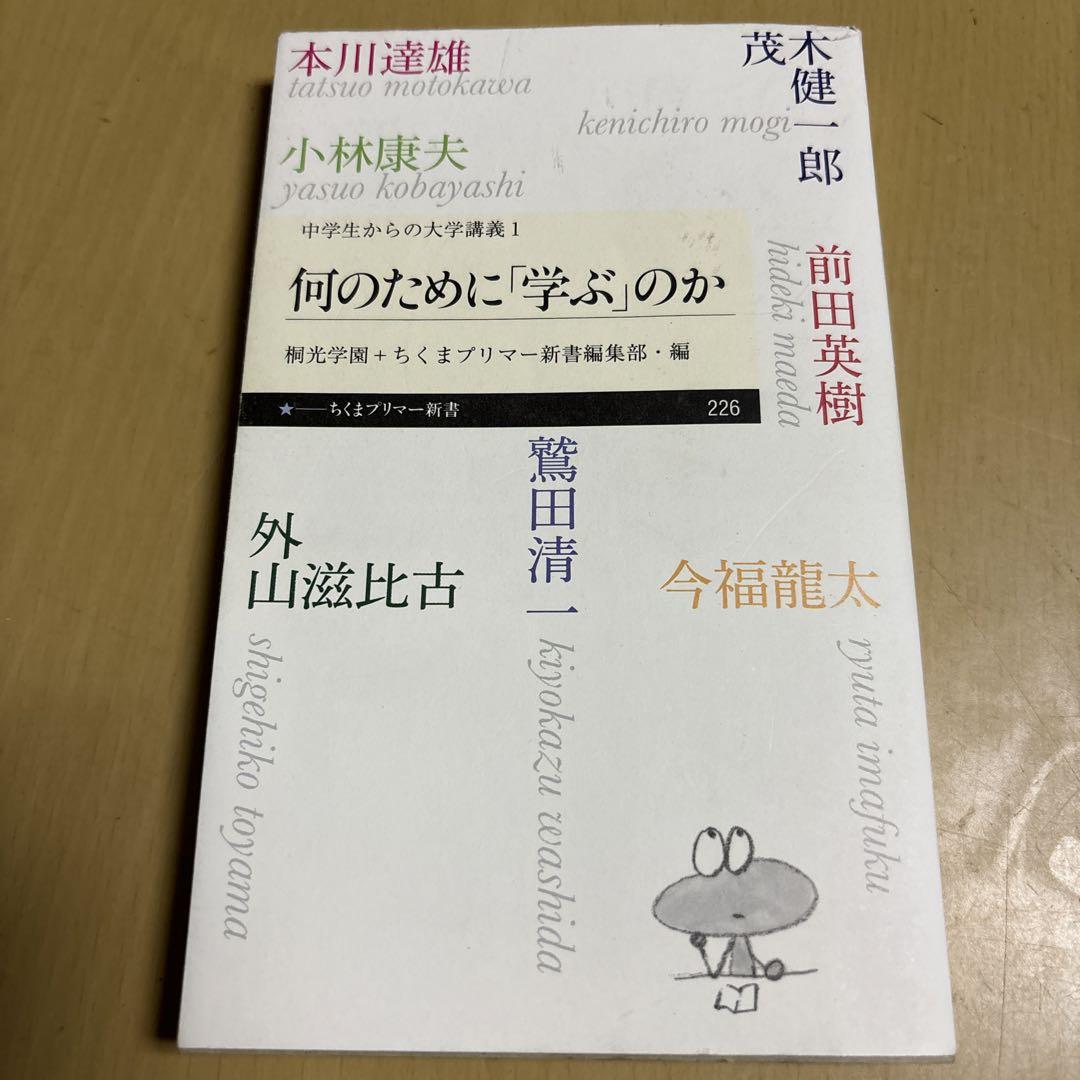 本川達雄
tatsuo motokawa
茂木健一郎
kenichiro mogi
小林康夫
yasuo kobayashi
中学生からの大学講義1
何のために「学ぶ」のか
桐光学園+ちくまプリマー新書編集部・編
★──ちくまプリマー新書
226
前田英樹
hideki maeda
鷲田清一
kiyokazu washida
外山滋比古
shigehiko toyama
今福龍太
ryuta imafuku